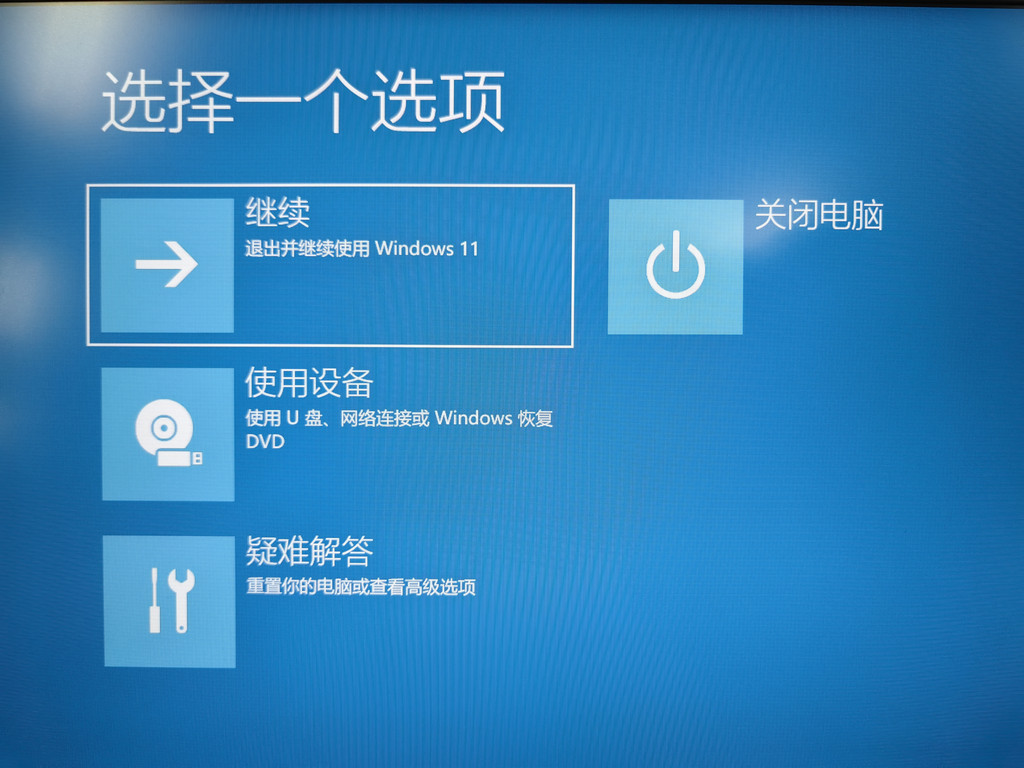 选择一个选项
继续
退出并继续使用 Windows 11
关闭电脑
使用设备
使用 U 盘、网络连接或 Windows 恢复
DVD
疑难解答
重置你的电脑或查看高级选项